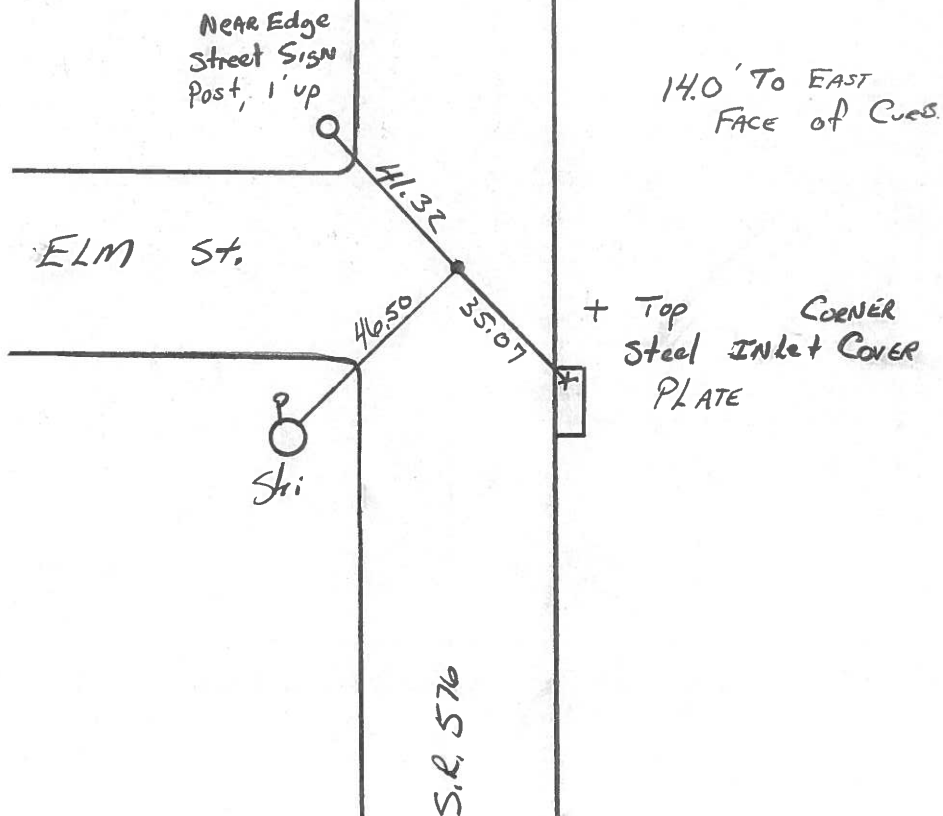 Near Edge
Street Sign
Post, 1' up
14.0' To EAST
FACE of CURB.
41.32
ELM St.
46.50
35.07
+ Top CORNER
Steel INLet COVER
PLATE
S.R. 576